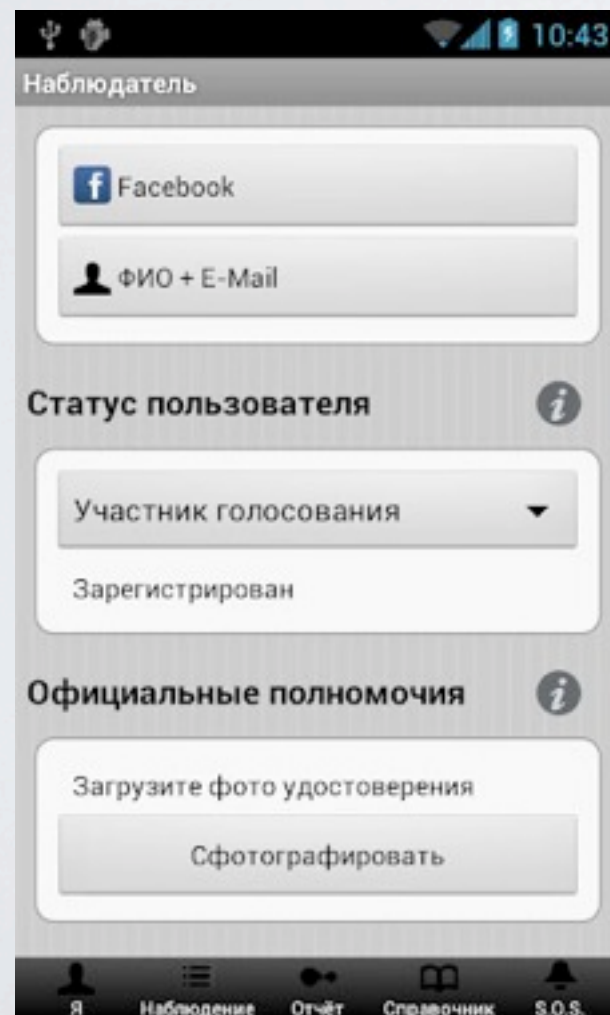 10:43
Наблюдатель
Facebook
ФИО + E-Mail
Статус пользователя
Участник голосования
Зарегистрирован
Официальные полномочия
Загрузите фото удостоверения
Сфотографировать
Я Наблюдение Отчёт Справочник S.O.S.